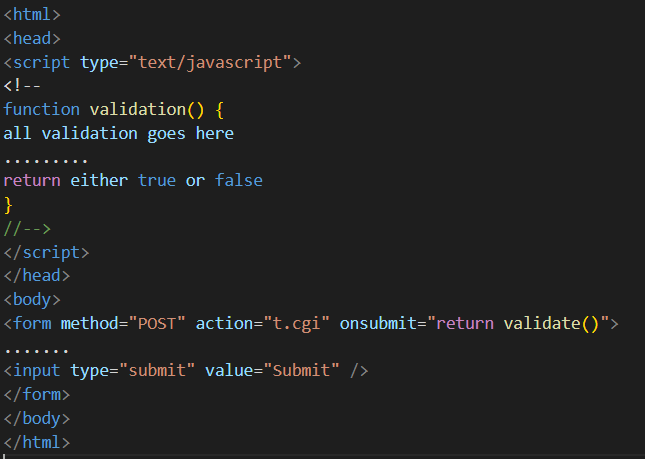 <html>
<head>
<script type="text/javascript">
<!--
function validation() {
all validation goes here
.........
return either true or false
}
//-->
</script>
</head>
<body>
<form method="POST" action="t.cgi" onsubmit="return validate()">
.......
<input type="submit" value="Submit" />
</form>
</body>
</html>